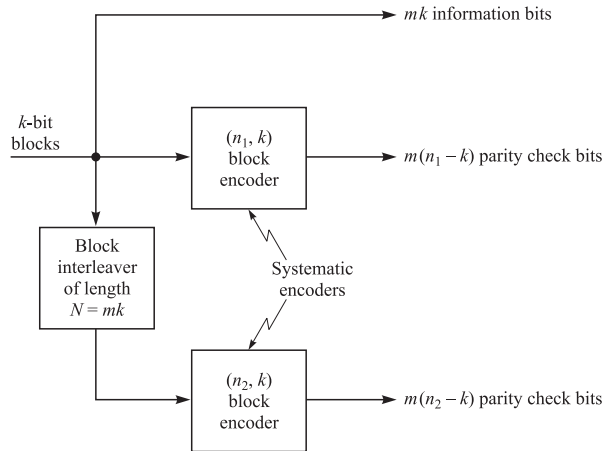 mk information bits
k-bit
blocks
(n₁, k)
block
encoder
m(n₁ – k) parity check bits
Block
interleaver
of length
N = mk
Systematic
encoders
(n₂, k)
block
encoder
m(n₂ – k) parity check bits